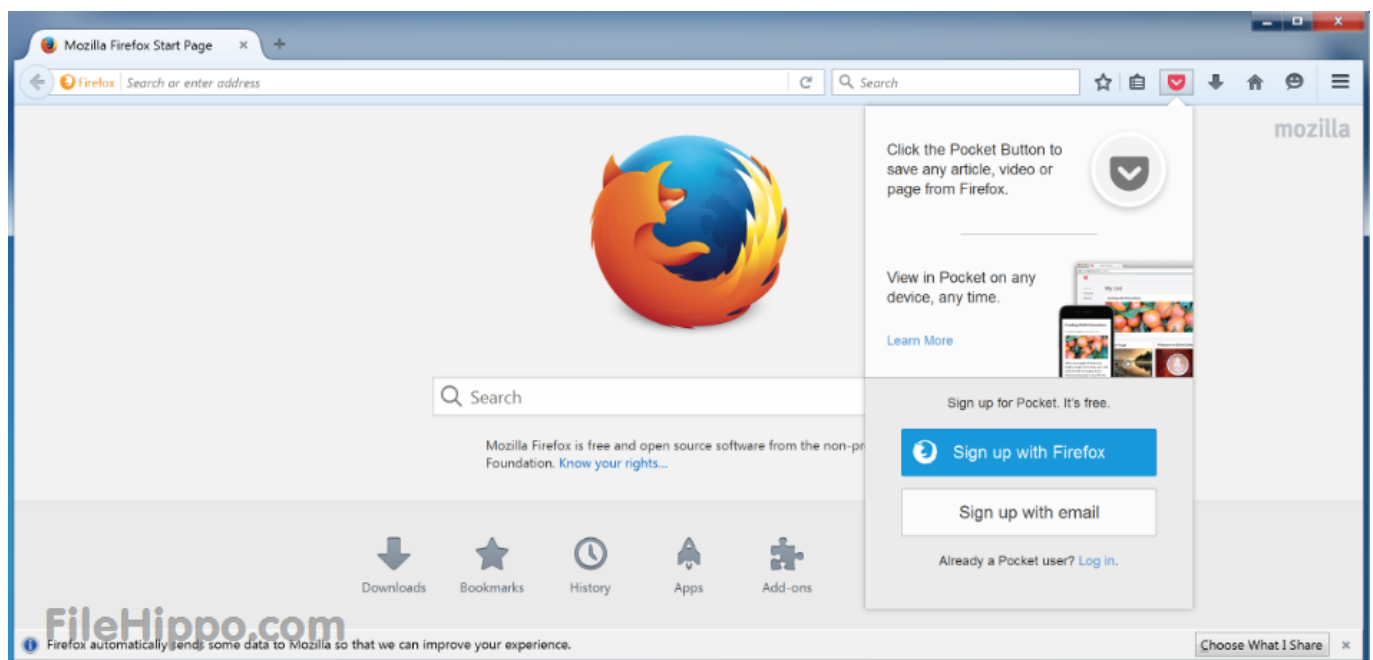 Mozilla Firefox Start Page
Firefox Search or enter address
Search
mozilla
Click the Pocket Button to
save any article, video or
page from Firefox.
View in Pocket on any
device, any time.
Learn More
My List
Sign up for Pocket. It's free.
Sign up with Firefox
Sign up with email
Already a Pocket user? Log in.
Search
Mozilla Firefox is free and open source software from the non-pr
Foundation. Know your rights...
Downloads
Bookmarks
History
Apps
Add-ons
FileHippo.com
Firefox automatically sends some data to Mozilla so that we can improve your experience.
Choose What I Share